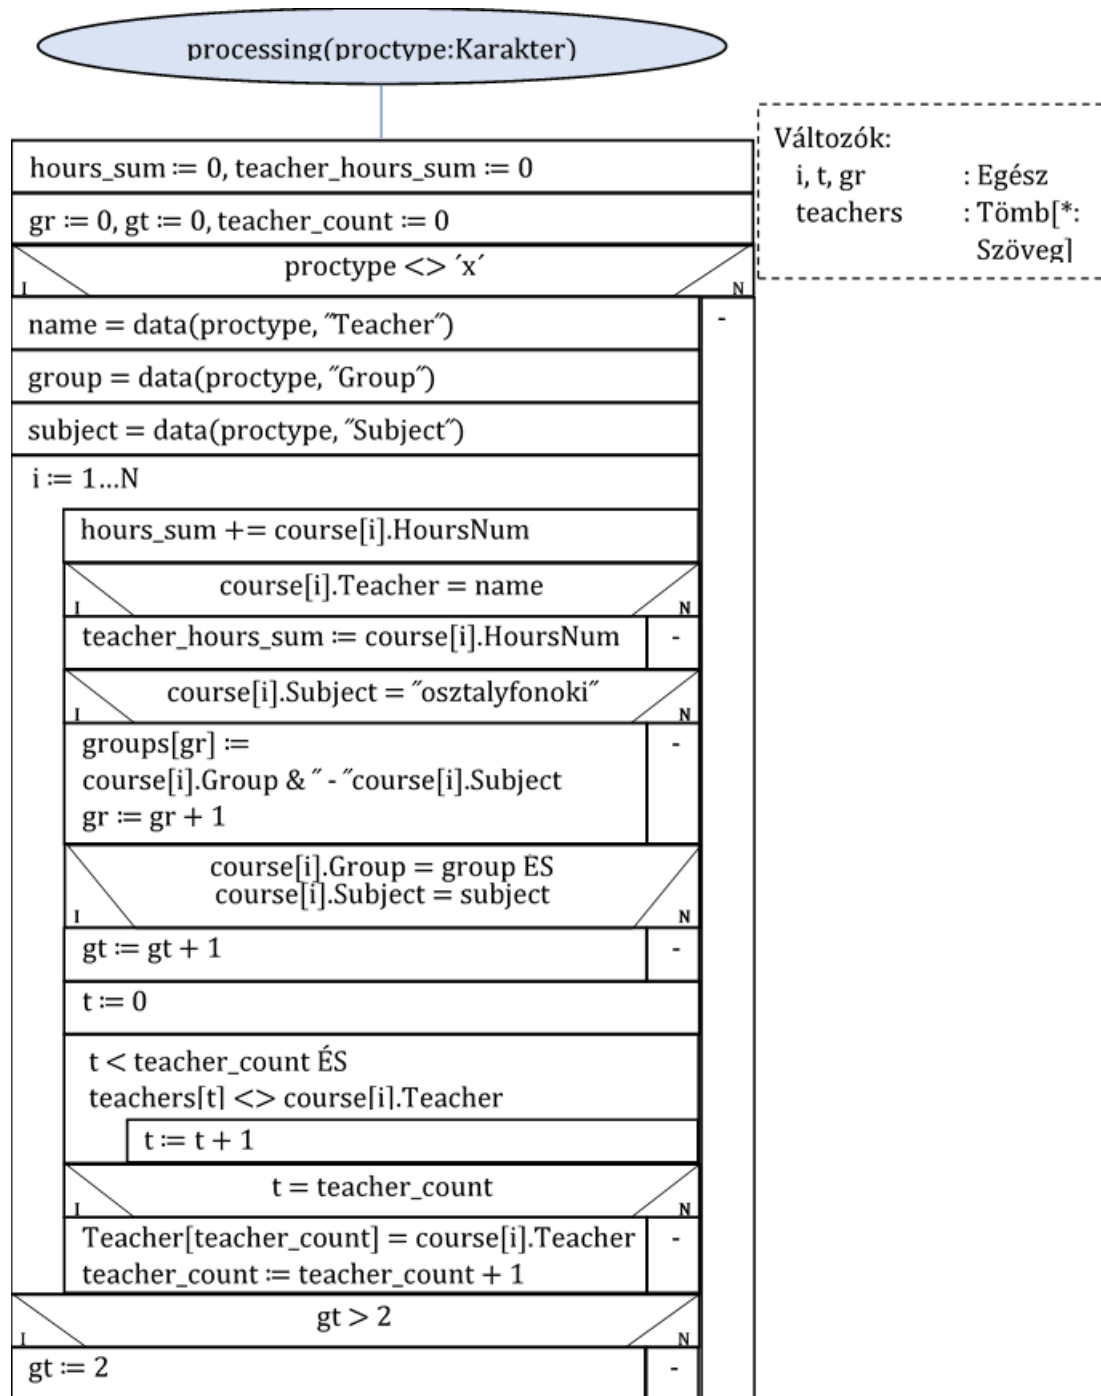 processing(proctype:Karakter)
Változók:
i, t, gr : Egész
teachers : Tömb[*:
Szöveg]
hours_sum ≔ 0, teacher_hours_sum ≔ 0
gr ≔ 0, gt ≔ 0, teacher_count ≔ 0
proctype <> ´x´
I N
name = data(proctype, ˝Teacher˝)
-
group = data(proctype, ˝Group˝)
subject = data(proctype, ˝Subject˝)
i ≔ 1...N
hours_sum += course[i].HoursNum
course[i].Teacher = name
I N
teacher_hours_sum ≔ course[i].HoursNum -
course[i].Subject = ˝osztalyfonoki˝
I N
groups[gr] ≔ -
course[i].Group & ˝ - ˝course[i].Subject
gr ≔ gr + 1
course[i].Group = group ÉS
course[i].Subject = subject
I N
gt ≔ gt + 1 -
t ≔ 0
t < teacher_count ÉS
teachers[t] <> course[i].Teacher
t ≔ t + 1
t = teacher_count
I N
Teacher[teacher_count] = course[i].Teacher -
teacher_count ≔ teacher_count + 1
gt > 2
I N
gt ≔ 2 -